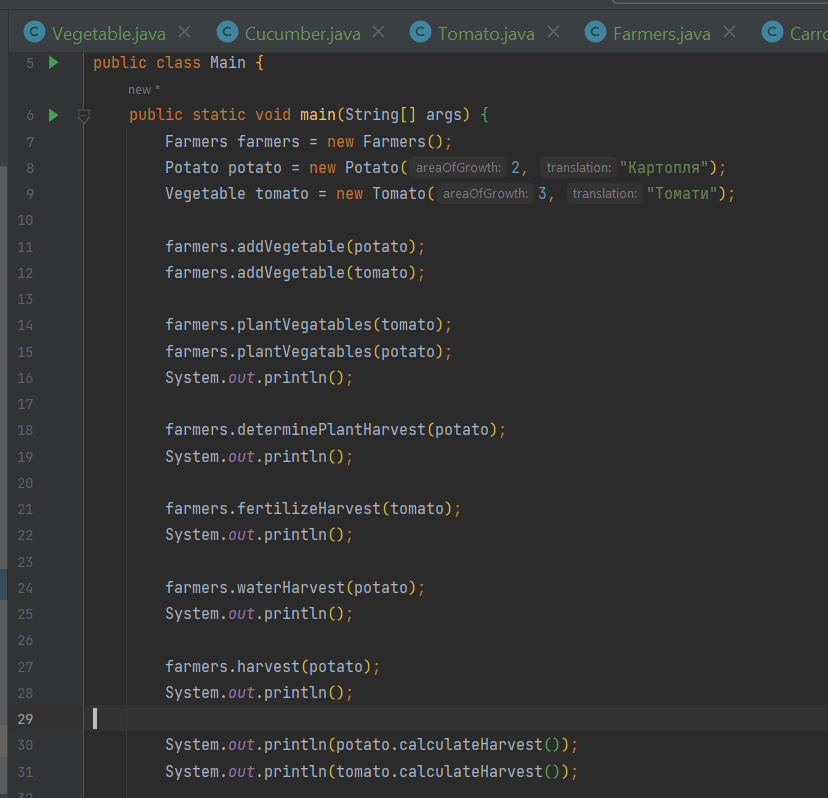 Vegetable.java Cucumber.java Tomato.java Farmers.java Carro
5 public class Main {
new *
6 public static void main(String[] args) {
7 Farmers farmers = new Farmers();
8 Potato potato = new Potato( areaOfGrowth: 2, translation: "Картопля");
9 Vegetable tomato = new Tomato( areaOfGrowth: 3, translation: "Томати");
10
11 farmers.addVegetable(potato);
12 farmers.addVegetable(tomato);
13
14 farmers.plantVegatables(tomato);
15 farmers.plantVegatables(potato);
16 System.out.println();
17
18 farmers.determinePlantHarvest(potato);
19 System.out.println();
20
21 farmers.fertilizeHarvest(tomato);
22 System.out.println();
23
24 farmers.waterHarvest(potato);
25 System.out.println();
26
27 farmers.harvest(potato);
28 System.out.println();
29
30 System.out.println(potato.calculateHarvest());
31 System.out.println(tomato.calculateHarvest());
32